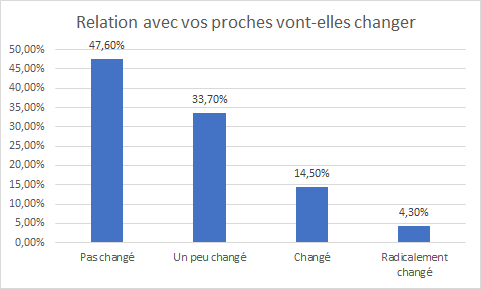 Relation avec vos proches vont-elles changer
50,00%
45,00%
40,00%
35,00%
30,00%
25,00%
20,00%
15,00%
10,00%
5,00%
0,00%
47,60%
33,70%
14,50%
4,30%
Pas changé
Un peu changé
Changé
Radicalement
changé